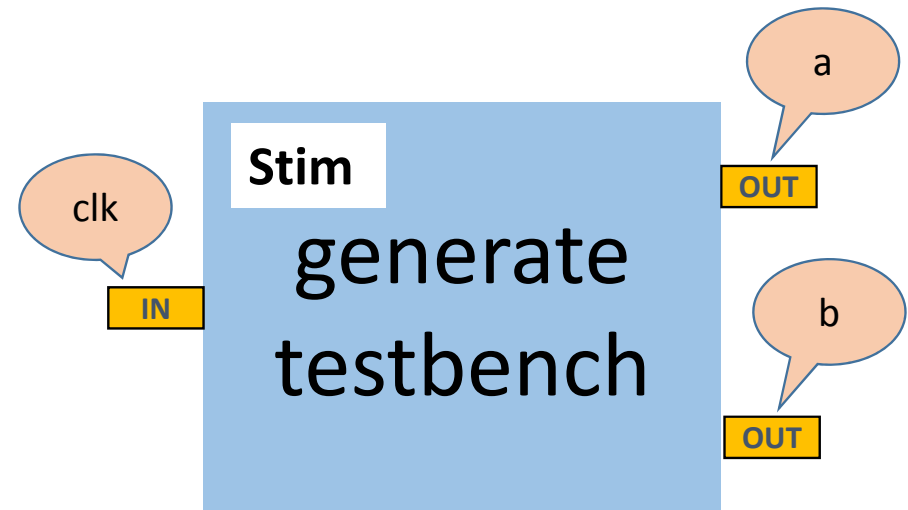 a
Stim
OUT
clk
generate
IN
b
testbench
OUT